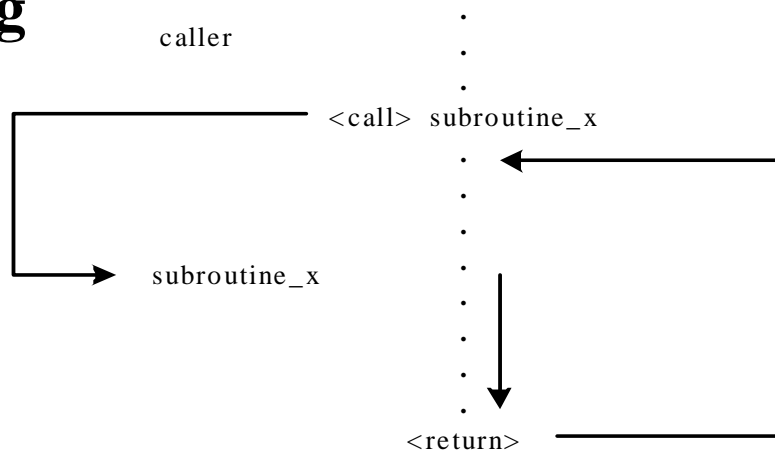 g
caller
<call> subroutine_x
subroutine_x
<return>